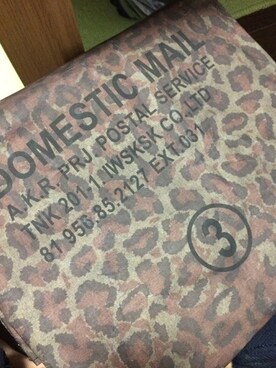 DOMESTIC MAIL
A.K.R. PRJ. POSTAL SERVICE
TNK 201.1. IWSKSK CO.,LTD
81 956.85.2127 EXT.031
3